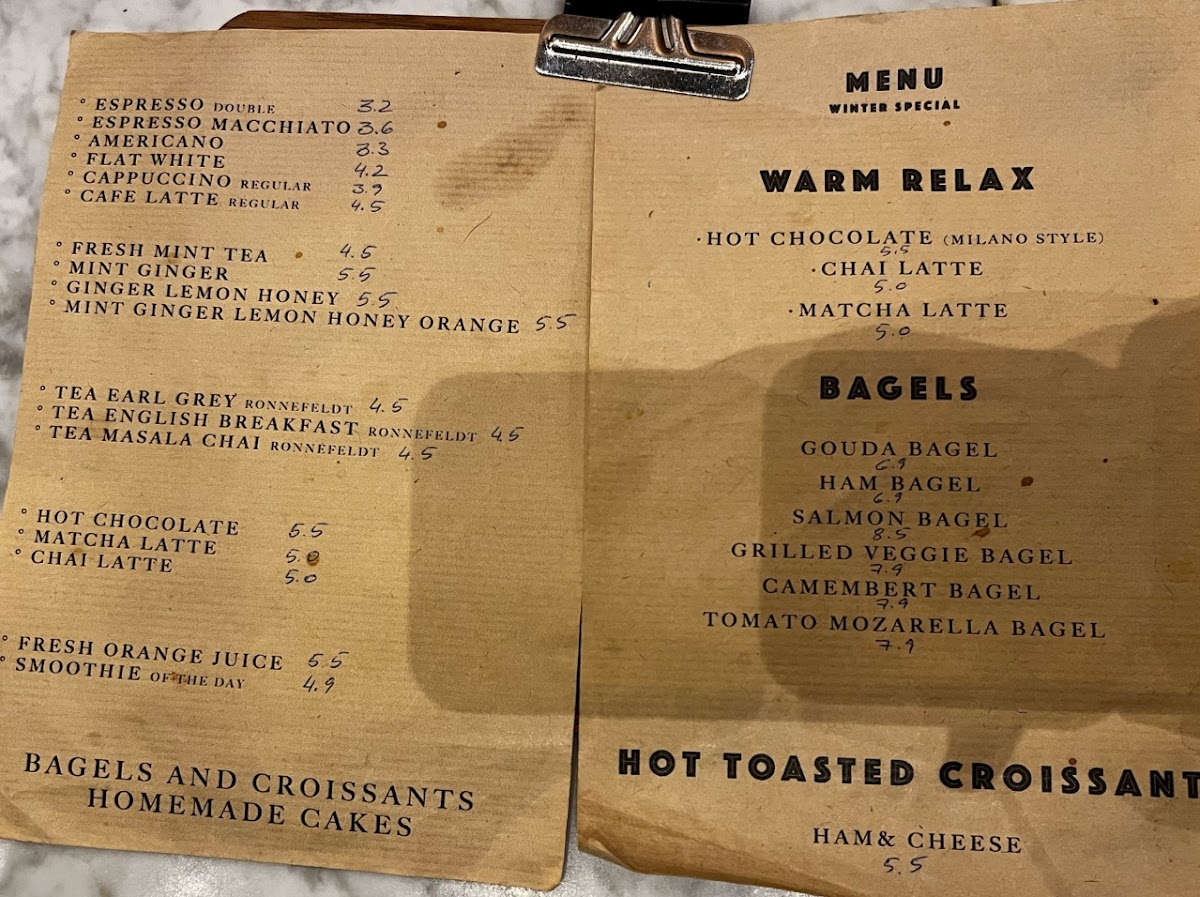 ° ESPRESSO DOUBLE 3.2
° ESPRESSO MACCHIATO 3.6
° AMERICANO 3.3
° FLAT WHITE 4.2
° CAPPUCCINO REGULAR 3.9
° CAFE LATTE REGULAR 4.5
° FRESH MINT TEA 4.5
° MINT GINGER 5.5
° GINGER LEMON HONEY 5.5
° MINT GINGER LEMON HONEY ORANGE 5.5
° TEA EARL GREY RONNEFELDT 4.5
° TEA ENGLISH BREAKFAST RONNEFELDT 4.5
° TEA MASALA CHAI RONNEFELDT 4.5
° HOT CHOCOLATE 5.5
° MATCHA LATTE 5.0
° CHAI LATTE 5.0
° FRESH ORANGE JUICE 5.5
° SMOOTHIE OF THE DAY 4.9
BAGELS AND CROISSANTS
HOMEMADE CAKES
MENU
WINTER SPECIAL
WARM RELAX
·HOT CHOCOLATE (MILANO STYLE)
5.5
·CHAI LATTE
5.0
·MATCHA LATTE
5.0
BAGELS
GOUDA BAGEL
6.9
HAM BAGEL
6.9
SALMON BAGEL
8.5
GRILLED VEGGIE BAGEL
7.9
CAMEMBERT BAGEL
7.9
TOMATO MOZARELLA BAGEL
7.9
HOT TOASTED CROISSANT
HAM& CHEESE
5.5